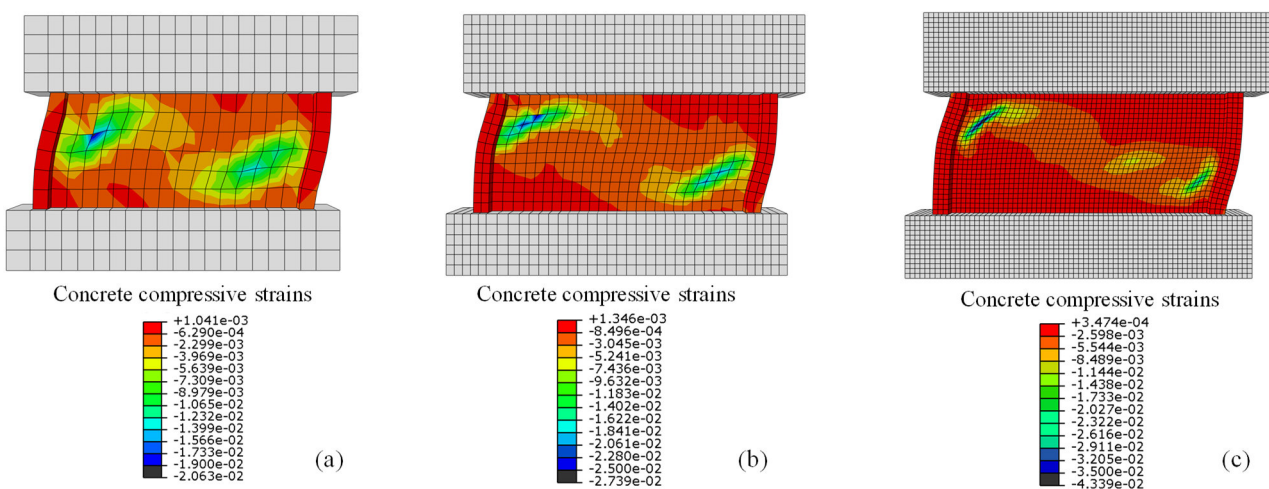 Concrete compressive strains
+1.041e-03
-6.290e-04
-2.299e-03
-3.969e-03
-5.639e-03
-7.309e-03
-8.979e-03
-1.065e-02
-1.232e-02
-1.399e-02
-1.566e-02
-1.733e-02
-1.900e-02
-2.063e-02
(a)
Concrete compressive strains
+1.346e-03
-8.496e-04
-3.045e-03
-5.241e-03
-7.436e-03
-9.632e-03
-1.183e-02
-1.402e-02
-1.622e-02
-1.841e-02
-2.061e-02
-2.280e-02
-2.500e-02
-2.739e-02
(b)
Concrete compressive strains
+3.474e-04
-2.598e-03
-5.544e-03
-8.489e-03
-1.144e-02
-1.438e-02
-1.733e-02
-2.027e-02
-2.322e-02
-2.616e-02
-2.911e-02
-3.205e-02
-3.500e-02
-4.339e-02
(c)